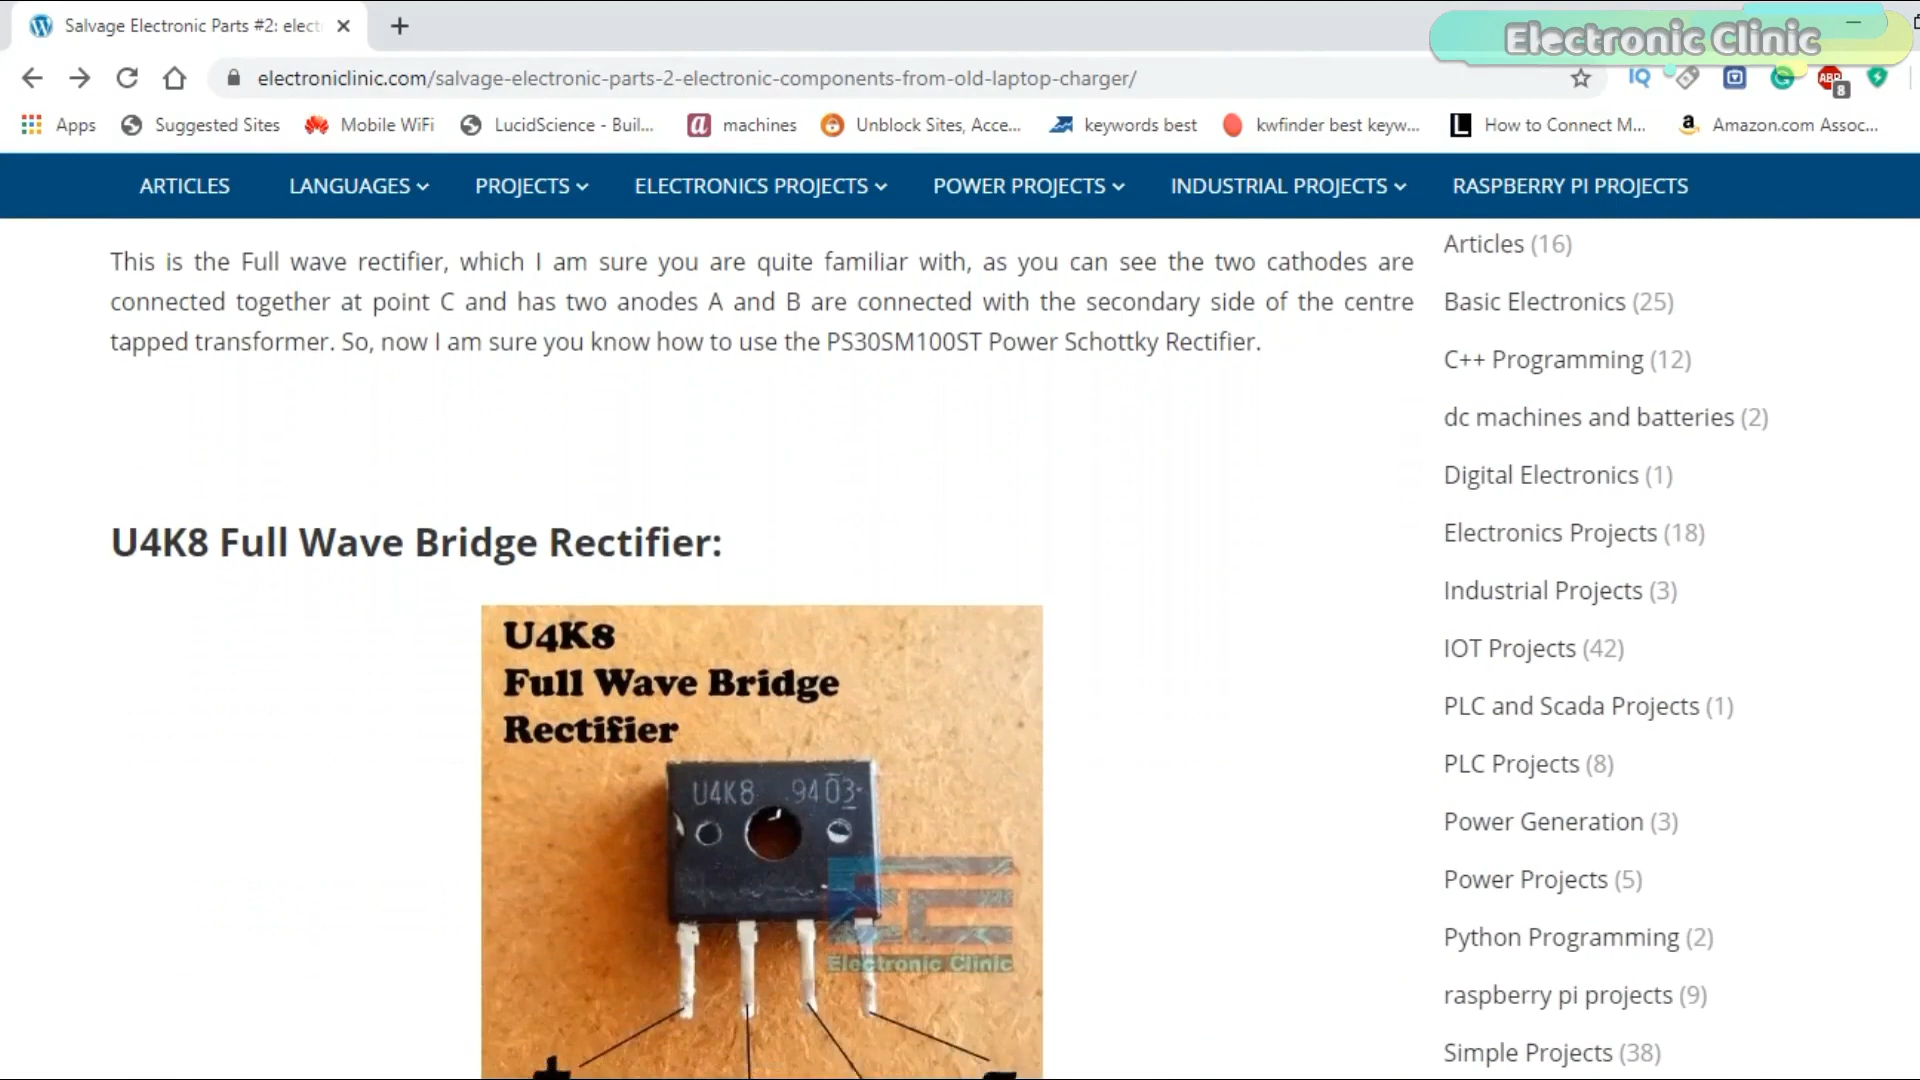 Salvage Electronic Parts #2: elect
Electronic Clinic
electroniclinic.com/salvage-electronic-parts-2-electronic-components-from-old-laptop-charger/
IQ
ABP
8
Apps
Suggested Sites
Mobile WiFi
LucidScience - Buil...
a machines
Unblock Sites, Acce...
keywords best
kwfinder best keyw...
L How to Connect M...
a Amazon.com Assoc...
ARTICLES LANGUAGES PROJECTS ELECTRONICS PROJECTS POWER PROJECTS INDUSTRIAL PROJECTS RASPBERRY PI PROJECTS
This is the Full wave rectifier, which I am sure you are quite familiar with, as you can see the two cathodes are
connected together at point C and has two anodes A and B are connected with the secondary side of the centre
tapped transformer. So, now I am sure you know how to use the PS30SM100ST Power Schottky Rectifier.
U4K8 Full Wave Bridge Rectifier:
U4K8
Full Wave Bridge
Rectifier
U4K8 9403
EC
Electronic Clinic
+
-
Articles (16)
Basic Electronics (25)
C++ Programming (12)
dc machines and batteries (2)
Digital Electronics (1)
Electronics Projects (18)
Industrial Projects (3)
IOT Projects (42)
PLC and Scada Projects (1)
PLC Projects (8)
Power Generation (3)
Power Projects (5)
Python Programming (2)
raspberry pi projects (9)
Simple Projects (38)